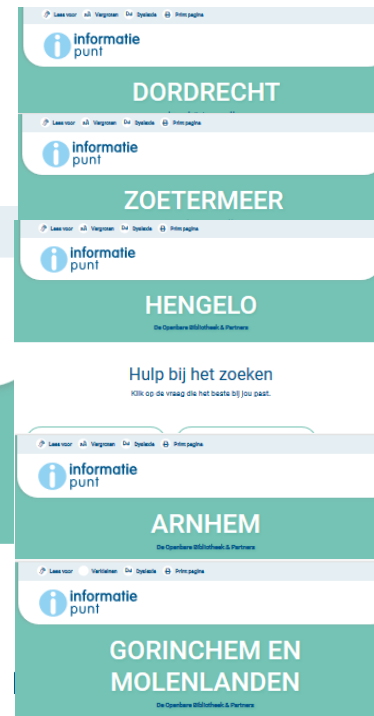 Lees voor Vergroten Dyslexie Print pagina
informatie
punt
DORDRECHT
Lees voor Vergroten Dyslexie Print pagina
informatie
punt
ZOETERMEER
Lees voor Vergroten Dyslexie Print pagina
informatie
punt
HENGELO
De Openbare Bibliotheek & Partners
Hulp bij het zoeken
Klik op de vraag die het beste bij jou past.
Lees voor Vergroten Dyslexie Print pagina
informatie
punt
ARNHEM
De Openbare Bibliotheek & Partners
Lees voor Verkleinen Dyslexie Print pagina
informatie
punt
GORINCHEM EN
MOLENLANDEN
De Openbare Bibliotheek & Partners